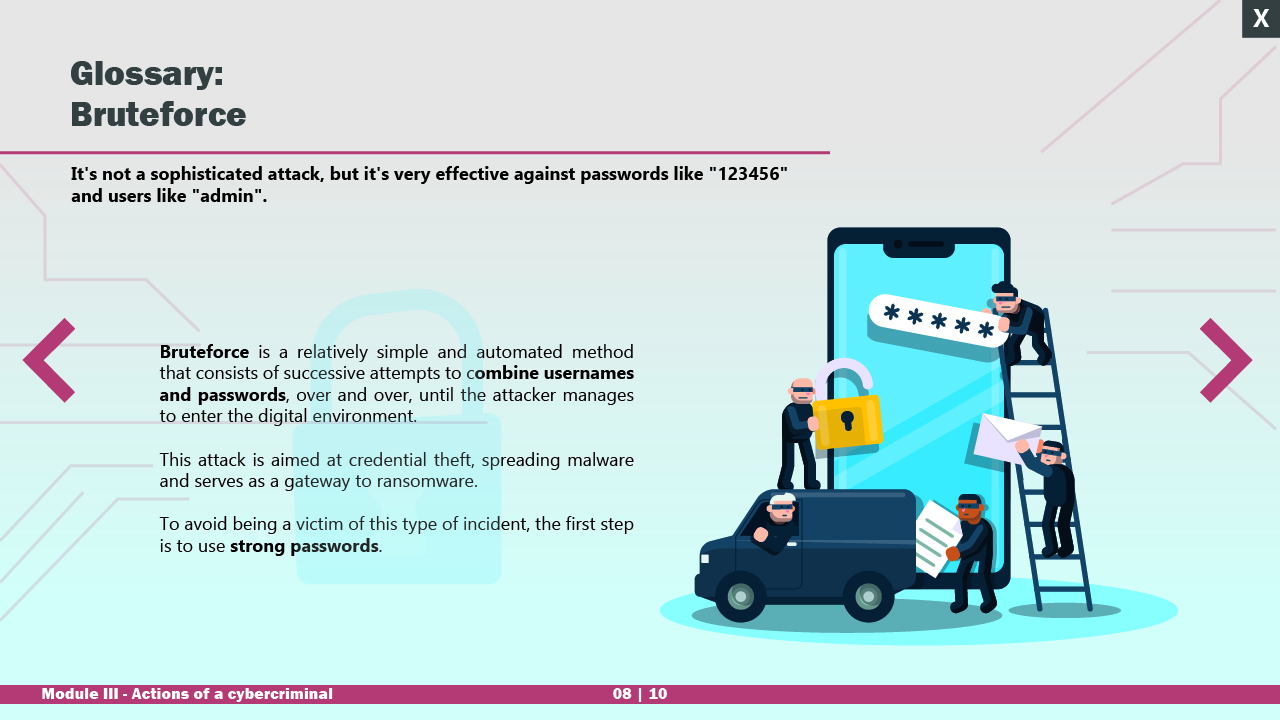 X
Glossary:
Bruteforce
It's not a sophisticated attack, but it's very effective against passwords like "123456"
and users like "admin".
*****
Bruteforce is a relatively simple and automated method
that consists of successive attempts to combine usernames
and passwords, over and over, until the attacker manages
to enter the digital environment.
This attack is aimed at credential theft, spreading malware
and serves as a gateway to ransomware.
To avoid being a victim of this type of incident, the first step
is to use strong passwords.
Module III - Actions of a cybercriminal
08 | 10